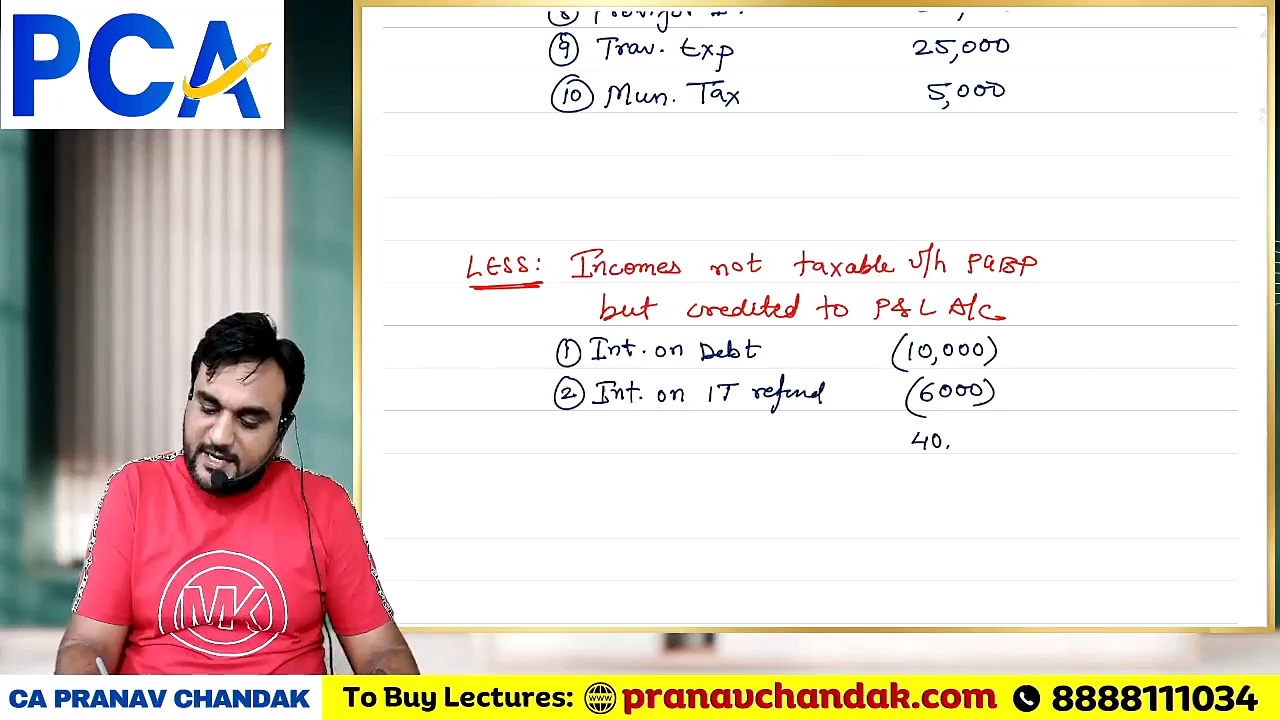 PCA
⑨ Trav. Exp 25,000
⑩ Mun. Tax 5,000
LESS: Incomes not taxable u/h PGBP
but credited to P&L A/C
① Int. on Debt (10,000)
② Int. on IT refund (6000)
40.
MK
CA PRANAV CHANDAK To Buy Lectures: pranavchandak.com 8888111034